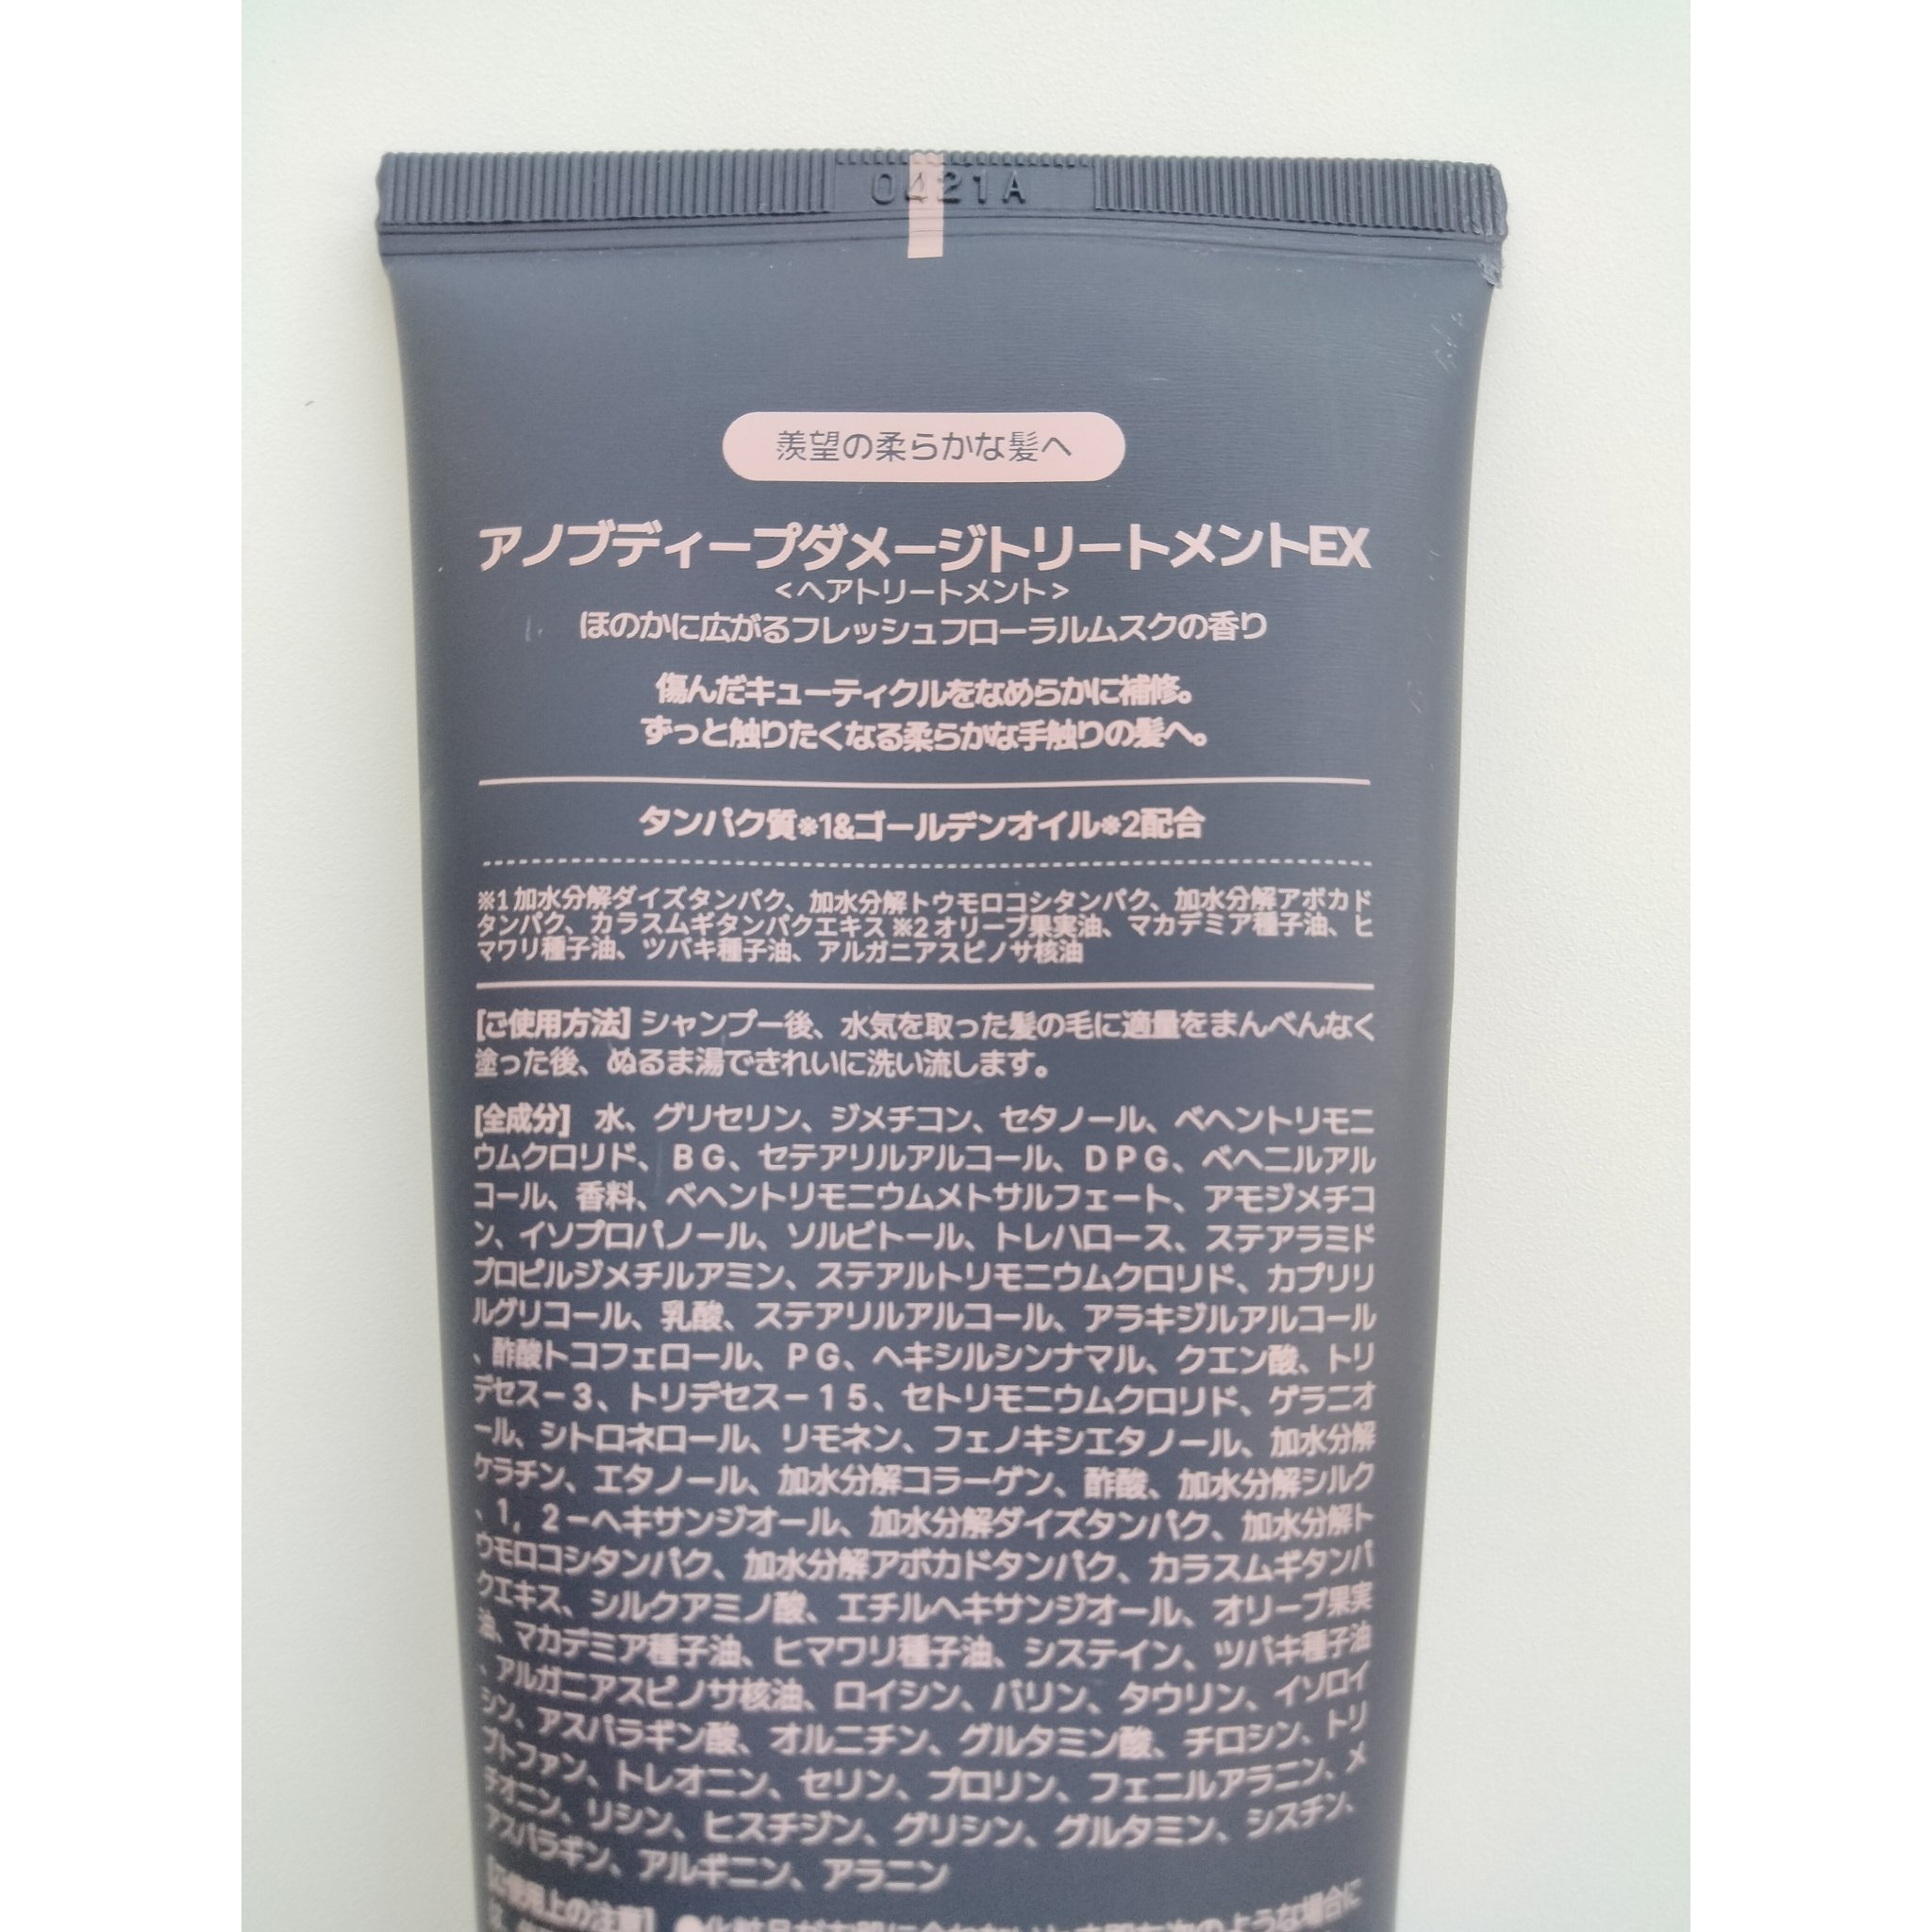 0421A
羨望の柔らかな髪へ
アノブディープダメージトリートメントEX
<ヘアトリートメント>
ほのかに広がるフレッシュフローラルムスクの香り
傷んだキューティクルをなめらかに補修。
ずっと触りたくなる柔らかな手触りの髪へ。
タンパク質※1&ゴールデンオイル※2配合
※1 加水分解ダイズタンパク、加水分解トウモロコシタンパク、加水分解アボカド
タンパク、カラスムギタンパクエキス ※2 オリーブ果実油、マカデミア種子油、ヒ
マワリ種子油、ツバキ種子油、アルガニアスピノサ核油
[ご使用方法] シャンプー後、水気を取った髪の毛に適量をまんべんなく
塗った後、ぬるま湯できれいに洗い流します。
[全成分] 水、グリセリン、ジメチコン、セタノール、ベヘントリモニ
ウムクロリド、BG、セテアリルアルコール、DPG、ベヘニルアル
コール、香料、ベヘントリモニウムメトサルフェート、アモジメチコ
ン、イソプロパノール、ソルビトール、トレハロース、ステアラミド
プロピルジメチルアミン、ステアルトリモニウムクロリド、カプリリ
ルグリコール、乳酸、ステアリルアルコール、アラキジルアルコール
、酢酸トコフェロール、PG、ヘキシルシンナマル、クエン酸、トリ
デセス－3、トリデセス－15、セトリモニウムクロリド、ゲラニオ
ール、シトロネロール、リモネン、フェノキシエタノール、加水分解
ケラチン、エタノール、加水分解コラーゲン、酢酸、加水分解シルク
、1，2－ヘキサンジオール、加水分解ダイズタンパク、加水分解ト
ウモロコシタンパク、加水分解アボカドタンパク、カラスムギタンパ
クエキス、シルクアミノ酸、エチルヘキサンジオール、オリーブ果実
油、マカデミア種子油、ヒマワリ種子油、システイン、ツバキ種子油
、アルガニアスピノサ核油、ロイシン、バリン、タウリン、イソロイ
シン、アスパラギン酸、オルニチン、グルタミン酸、チロシン、トリ
プトファン、トレオニン、セリン、プロリン、フェニルアラニン、メ
チオニン、リシン、ヒスチジン、グリシン、グルタミン、シスチン、
アスパラギン、アルギニン、アラニン
[ご使用上の注意] ●化粧品がお肌に合わないとき即ち次のような場合に